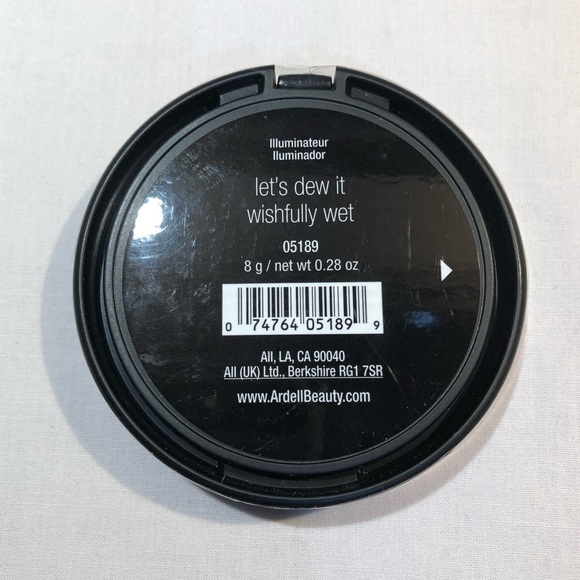 Illuminateur
Iluminador
let's dew it
wishfully wet
05189
8 g / net wt 0.28 oz
0 74764 05189 9
AII, LA, CA 90040
AII (UK) Ltd., Berkshire RG1 7SR
www.ArdellBeauty.com